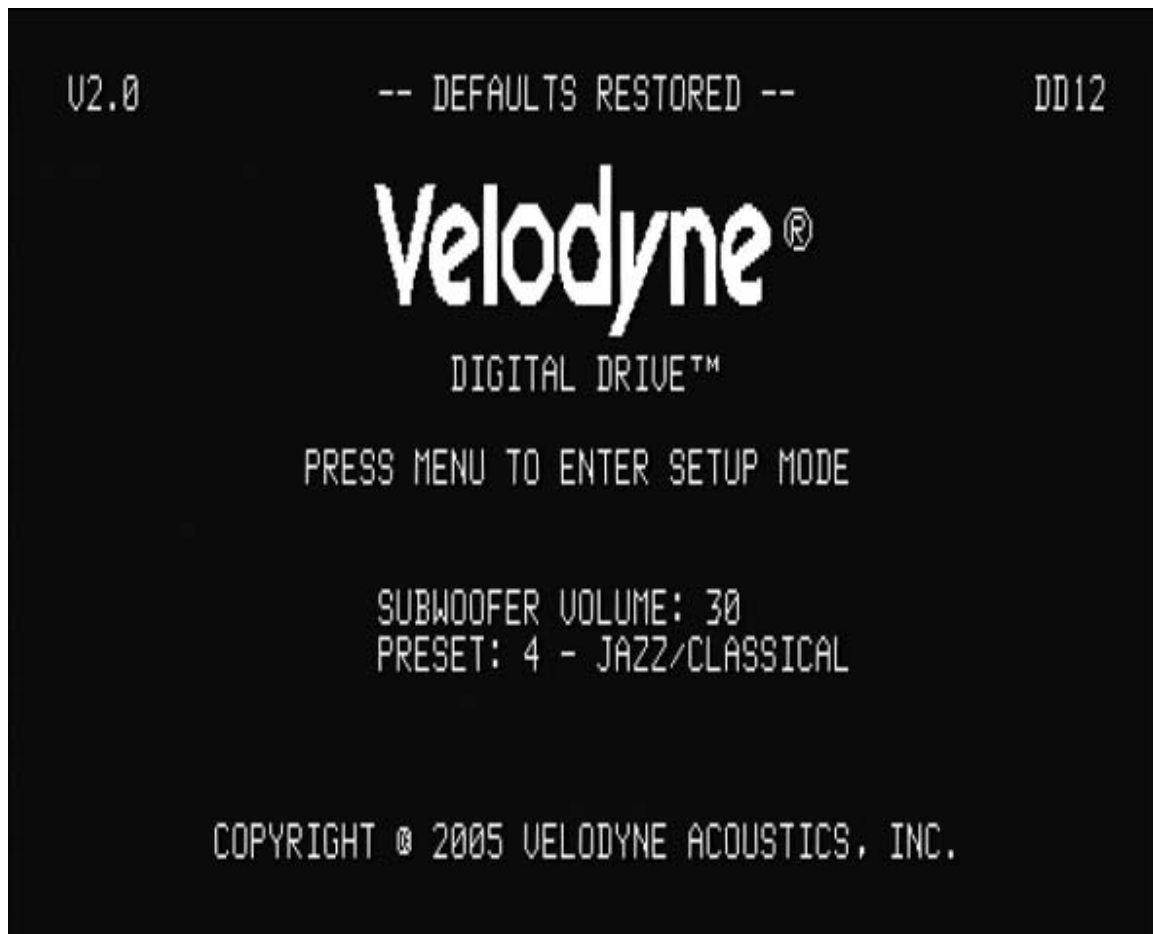 V2.0 -- DEFAULTS RESTORED -- DD12
Velodyne®
DIGITAL DRIVE™
PRESS MENU TO ENTER SETUP MODE
SUBWOOFER VOLUME: 30
PRESET: 4 - JAZZ/CLASSICAL
COPYRIGHT © 2005 VELODYNE ACOUSTICS, INC.